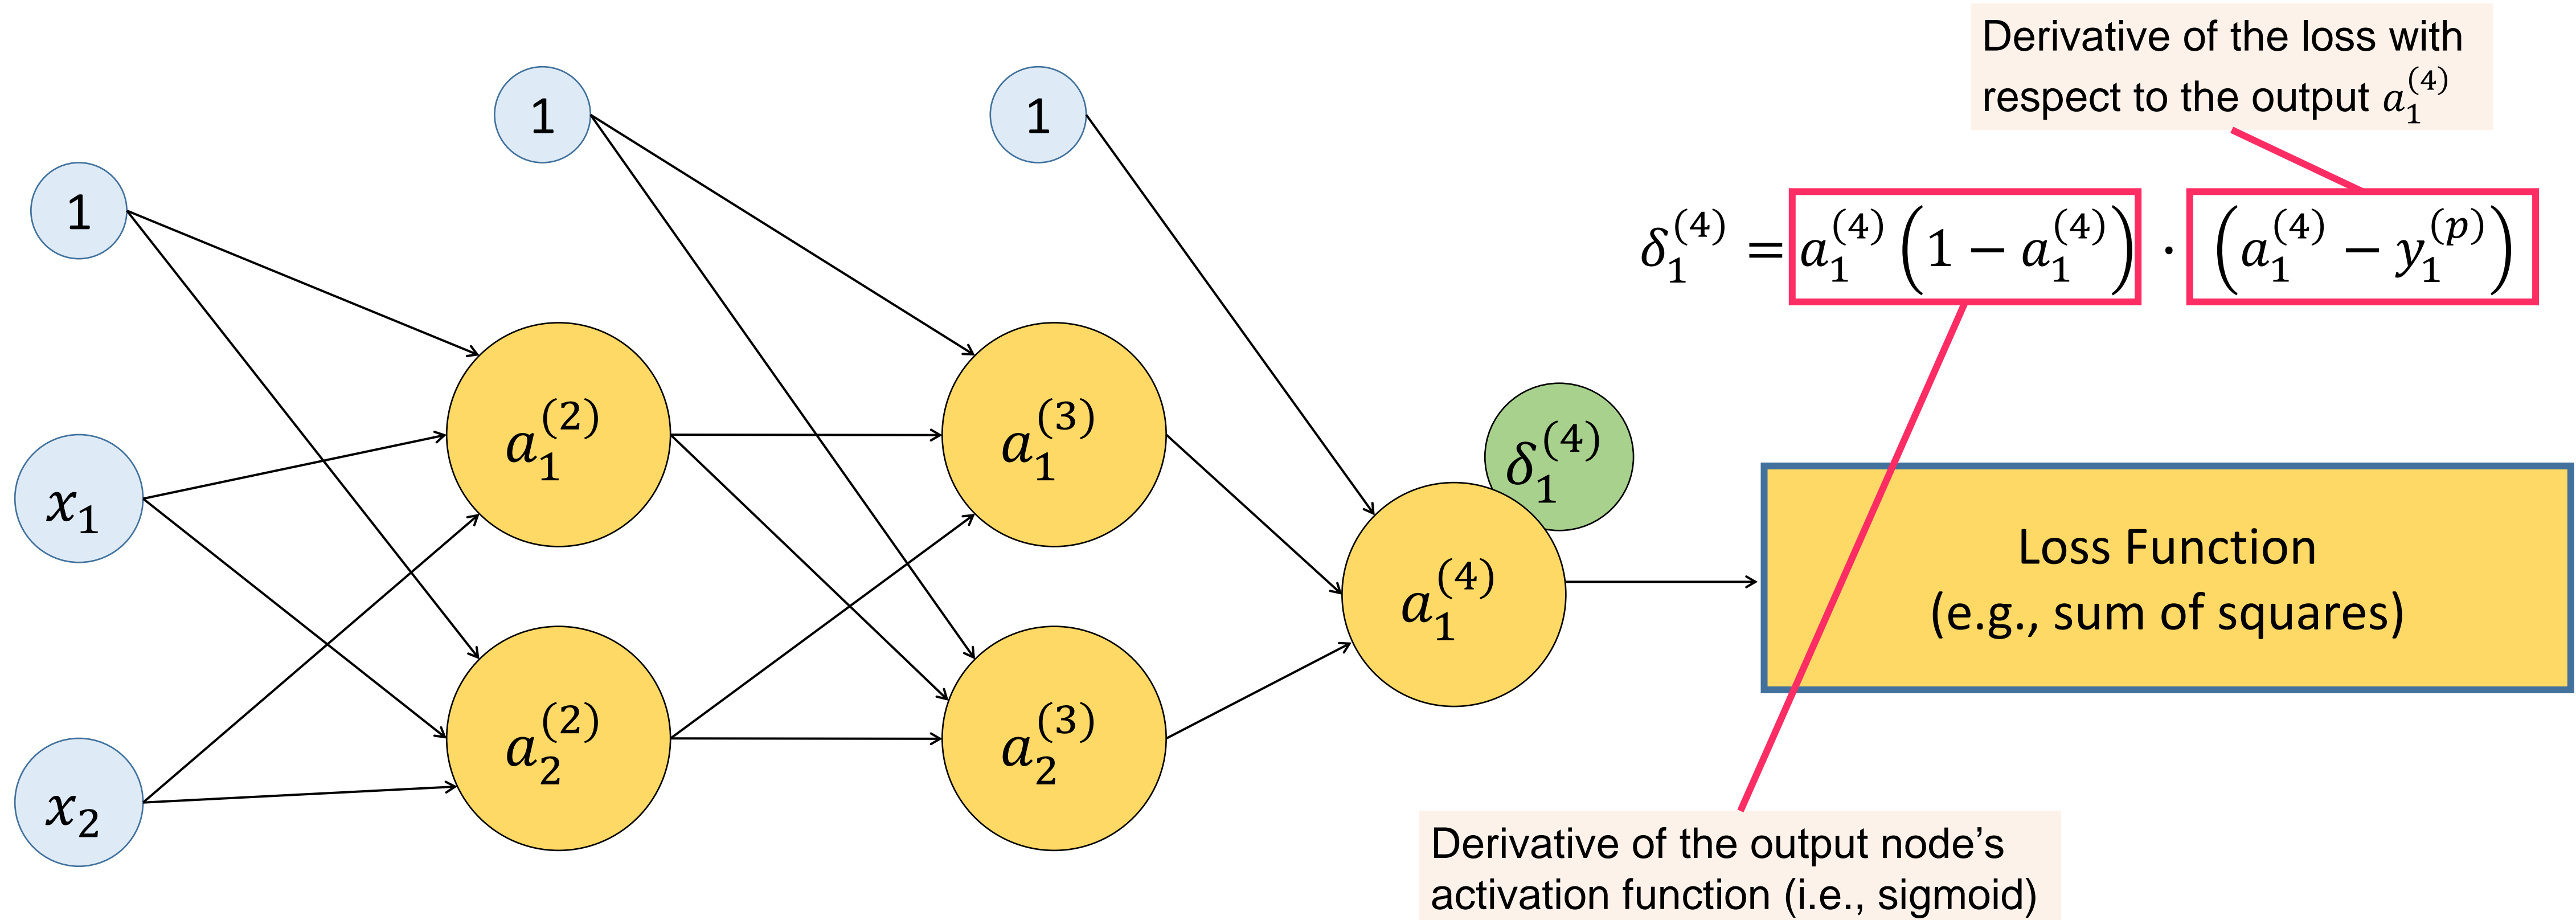 Derivative of the loss with
respect to the output a₁⁽⁴⁾
1
1
1
δ₁⁽⁴⁾ = a₁⁽⁴⁾ (1 − a₁⁽⁴⁾) · (a₁⁽⁴⁾ − y₁⁽ᵖ⁾)
a₁⁽²⁾
a₁⁽³⁾
δ₁⁽⁴⁾
x₁
a₁⁽⁴⁾
Loss Function
(e.g., sum of squares)
a₂⁽²⁾
a₂⁽³⁾
x₂
Derivative of the output node’s
activation function (i.e., sigmoid)